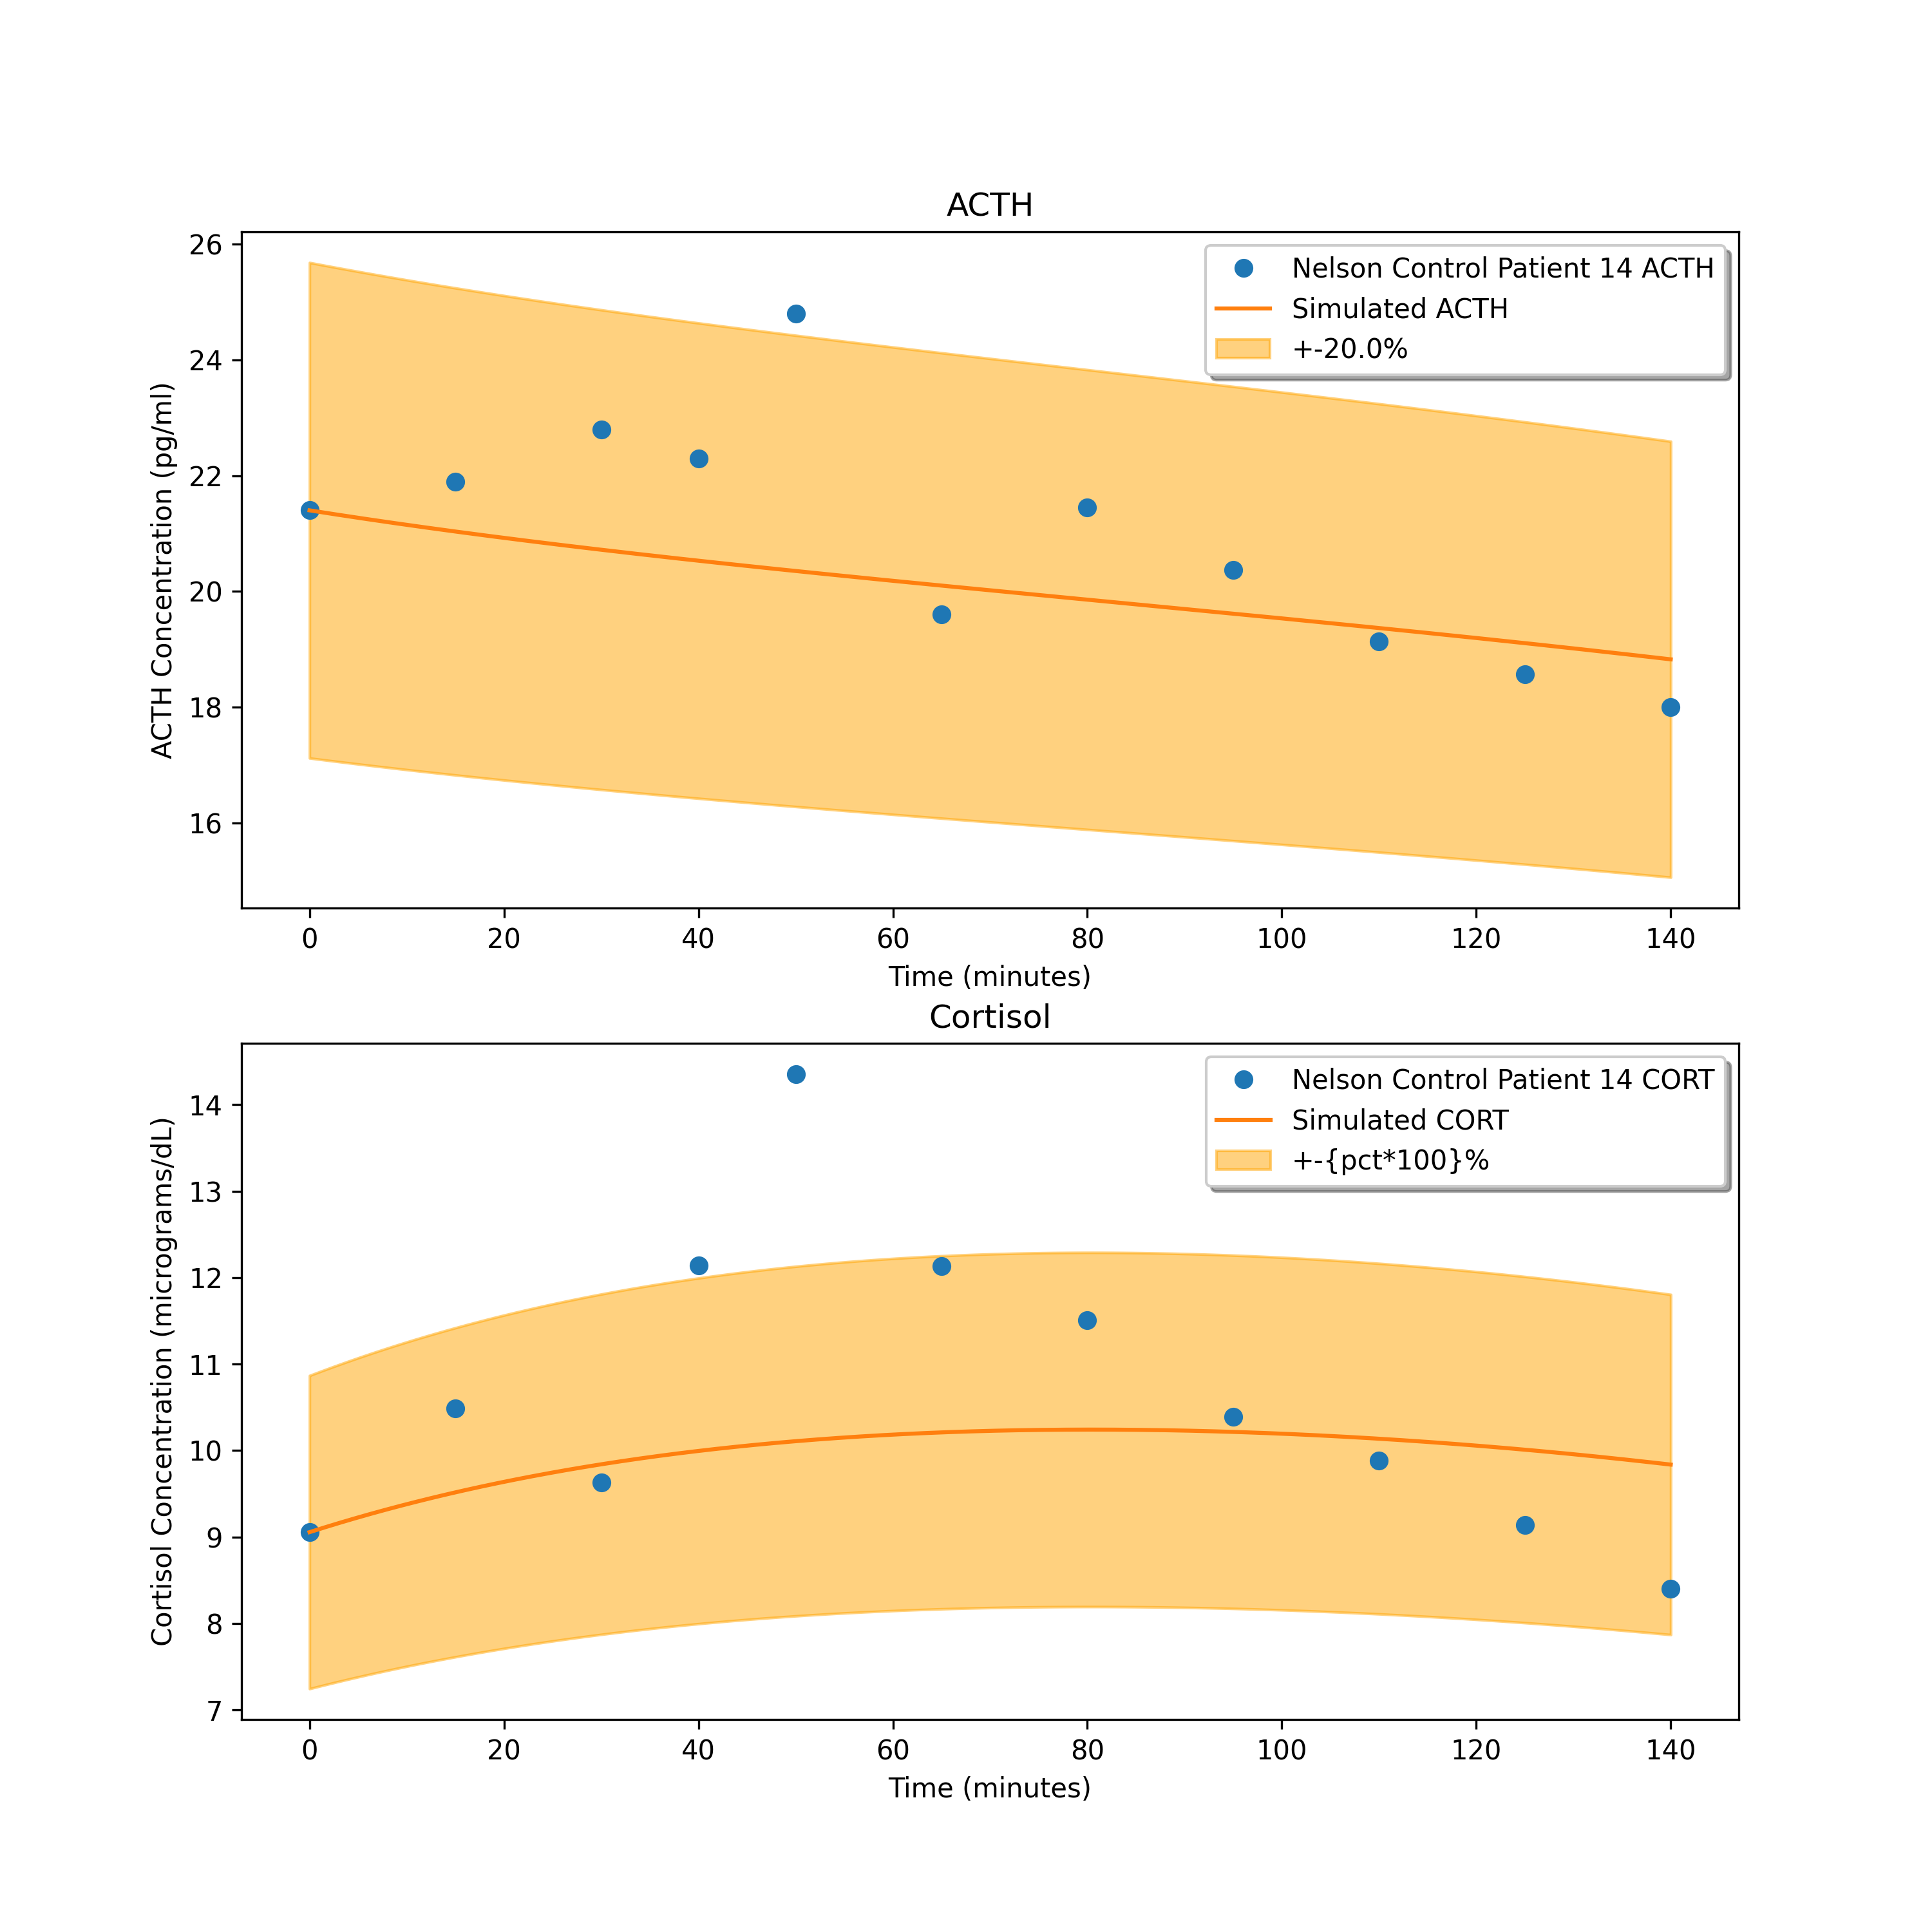 ACTH
26
24
22
20
18
16
ACTH Concentration (pg/ml)
Nelson Control Patient 14 ACTH
Simulated ACTH
+-20.0%
0 20 40 60 80 100 120 140
Time (minutes)
Cortisol
14
13
12
11
10
9
8
7
Cortisol Concentration (micrograms/dL)
Nelson Control Patient 14 CORT
Simulated CORT
+-{pct*100}%
0 20 40 60 80 100 120 140
Time (minutes)